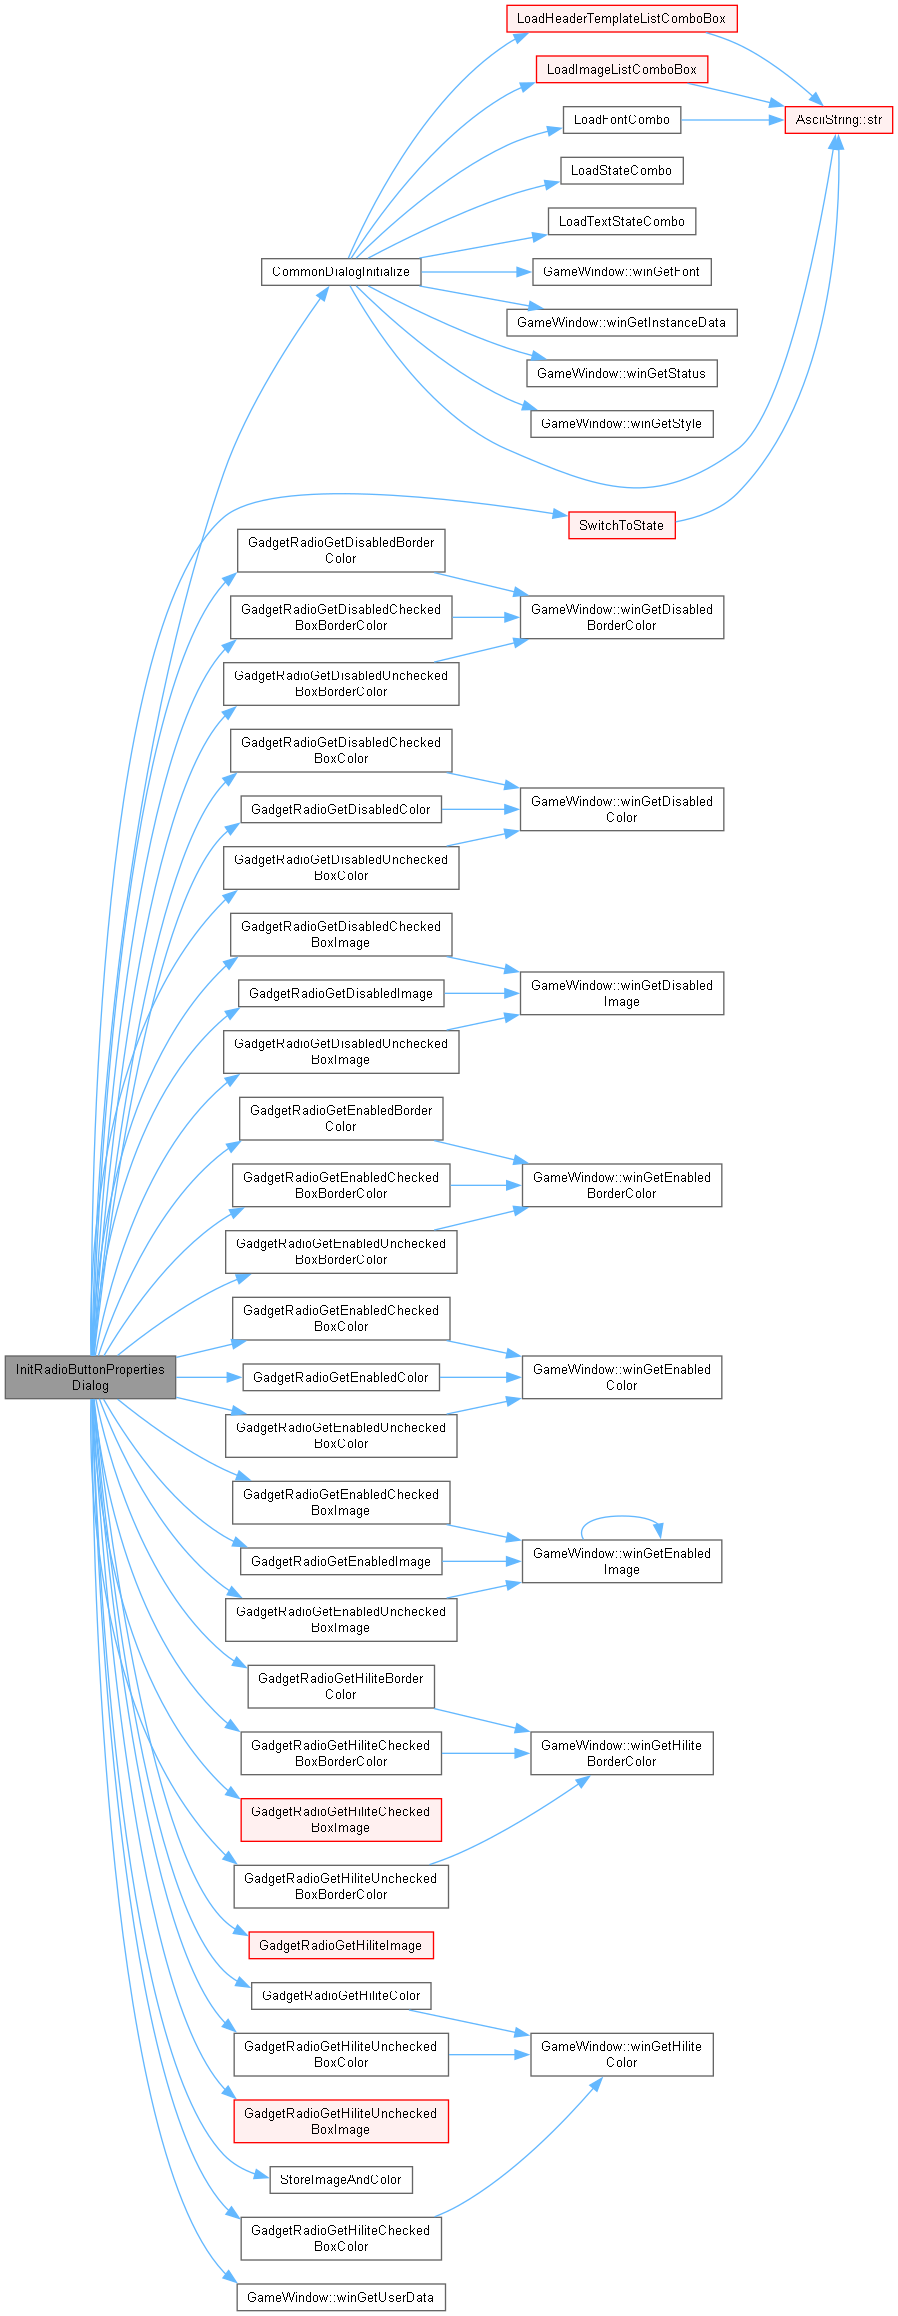 LoadHeaderTemplateListComboBox
LoadImageListComboBox
AsciiString::str
LoadFontCombo
LoadStateCombo
LoadTextStateCombo
CommonDialogInitialize
GameWindow::winGetFont
GameWindow::winGetInstanceData
GameWindow::winGetStatus
GameWindow::winGetStyle
SwitchToState
GadgetRadioGetDisabledBorder
Color
GadgetRadioGetDisabledChecked
BoxBorderColor
GameWindow::winGetDisabled
BorderColor
GadgetRadioGetDisabledUnchecked
BoxBorderColor
GadgetRadioGetDisabledChecked
BoxColor
GadgetRadioGetDisabledColor
GameWindow::winGetDisabled
Color
GadgetRadioGetDisabledUnchecked
BoxColor
GadgetRadioGetDisabledChecked
BoxImage
GadgetRadioGetDisabledImage
GameWindow::winGetDisabled
Image
GadgetRadioGetDisabledUnchecked
BoxImage
GadgetRadioGetEnabledBorder
Color
GadgetRadioGetEnabledChecked
BoxBorderColor
GameWindow::winGetEnabled
BorderColor
GadgetRadioGetEnabledUnchecked
BoxBorderColor
GadgetRadioGetEnabledChecked
BoxColor
InitRadioButtonProperties
Dialog
GadgetRadioGetEnabledColor
GameWindow::winGetEnabled
Color
GadgetRadioGetEnabledUnchecked
BoxColor
GadgetRadioGetEnabledChecked
BoxImage
GadgetRadioGetEnabledImage
GameWindow::winGetEnabled
Image
GadgetRadioGetEnabledUnchecked
BoxImage
GadgetRadioGetHiliteBorder
Color
GadgetRadioGetHiliteChecked
BoxBorderColor
GameWindow::winGetHilite
BorderColor
GadgetRadioGetHiliteChecked
BoxImage
GadgetRadioGetHiliteUnchecked
BoxBorderColor
GadgetRadioGetHiliteImage
GadgetRadioGetHiliteColor
GadgetRadioGetHiliteUnchecked
BoxColor
GameWindow::winGetHilite
Color
GadgetRadioGetHiliteUnchecked
BoxImage
StoreImageAndColor
GadgetRadioGetHiliteChecked
BoxColor
GameWindow::winGetUserData